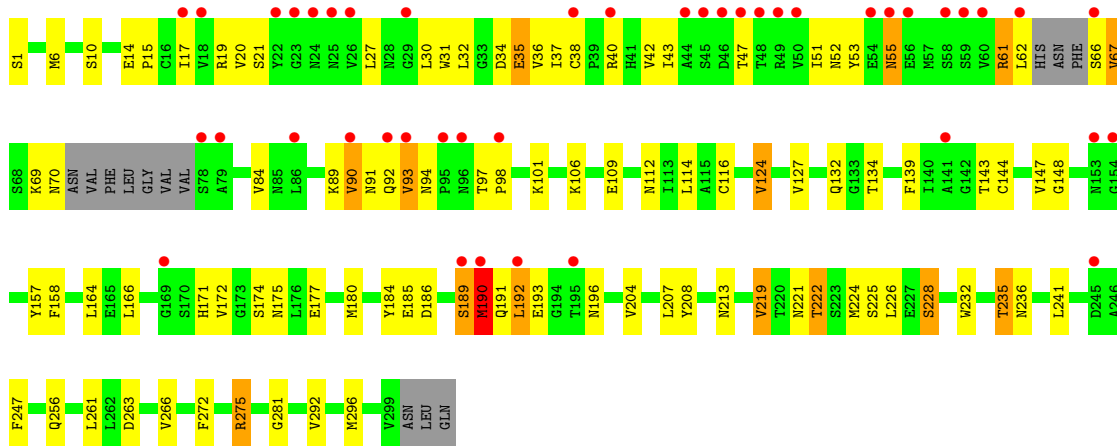 S1 M6 S10 E14 P15 C16 I17 V18 R19 V20 S21 Y22 G23 N24 N25 V26 L27 N28 G29 L30 W31 L32 G33 D34 E35 V36 I37 C38 P39 R40 H41 V42 I43 A44 S45 D46 T47 T48 R49 V50 I51 N52 Y53 E54 N55 E56 M57 S58 S59 V60 R61 L62 HIS ASN PHE S66 V67
S68 K69 N70 ASN VAL PHE LEU GLY VAL VAL S78 A79 V84 N85 L86 K89 V90 N91 Q92 V93 N94 P95 N96 T97 P98 K101 K106 E109 N112 I113 L114 A115 C116 V124 V127 Q132 G133 T134 F139 I140 A141 G142 T143 C144 V147 G148 N153 G154
Y157 F158 L164 E165 L166 G169 S170 H171 V172 G173 S174 N175 L176 E177 M180 Y184 E185 D186 S189 M190 Q191 L192 E193 G194 T195 N196 V204 L207 Y208 N213 V219 T220 N221 T222 S223 M224 S225 L226 E227 S228 W232 T235 N236 L241 D245 A246
F247 Q256 L261 L262 D263 V266 F272 R275 G281 V292 M296 V299 ASN LEU GLN